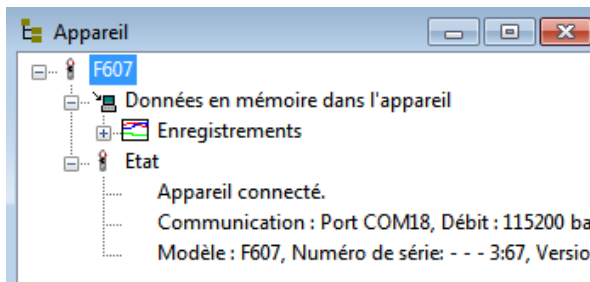 Appareil
F607
Données en mémoire dans l'appareil
Enregistrements
Etat
Appareil connecté.
Communication : Port COM18, Débit : 115200 ba
Modèle : F607, Numéro de série: - - - 3:67, Versio